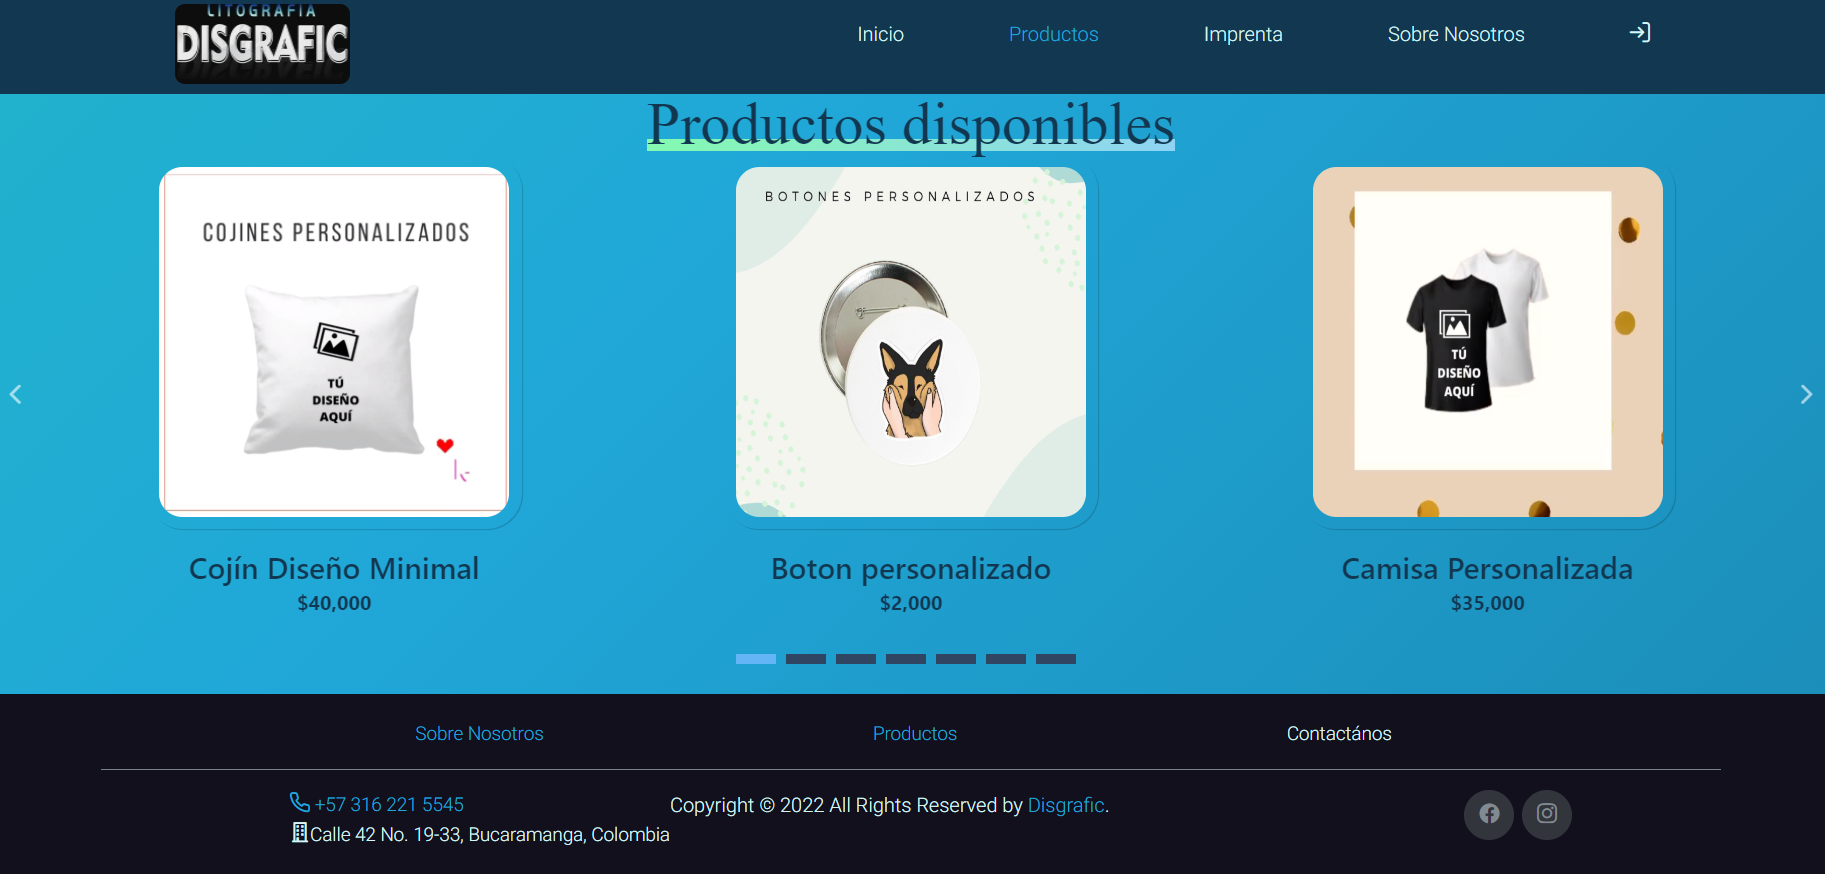 LITOGRAFIA
DISGRAFIC
Inicio
Productos
Imprenta
Sobre Nosotros
Productos disponibles
COJINES PERSONALIZADOS
TÚ
DISEÑO
AQUÍ
BOTONES PERSONALIZADOS
TÚ
DISEÑO
AQUÍ
Cojín Diseño Minimal
$40,000
Boton personalizado
$2,000
Camisa Personalizada
$35,000
Sobre Nosotros
Productos
Contactános
+57 316 221 5545
Calle 42 No. 19-33, Bucaramanga, Colombia
Copyright © 2022 All Rights Reserved by Disgrafic.